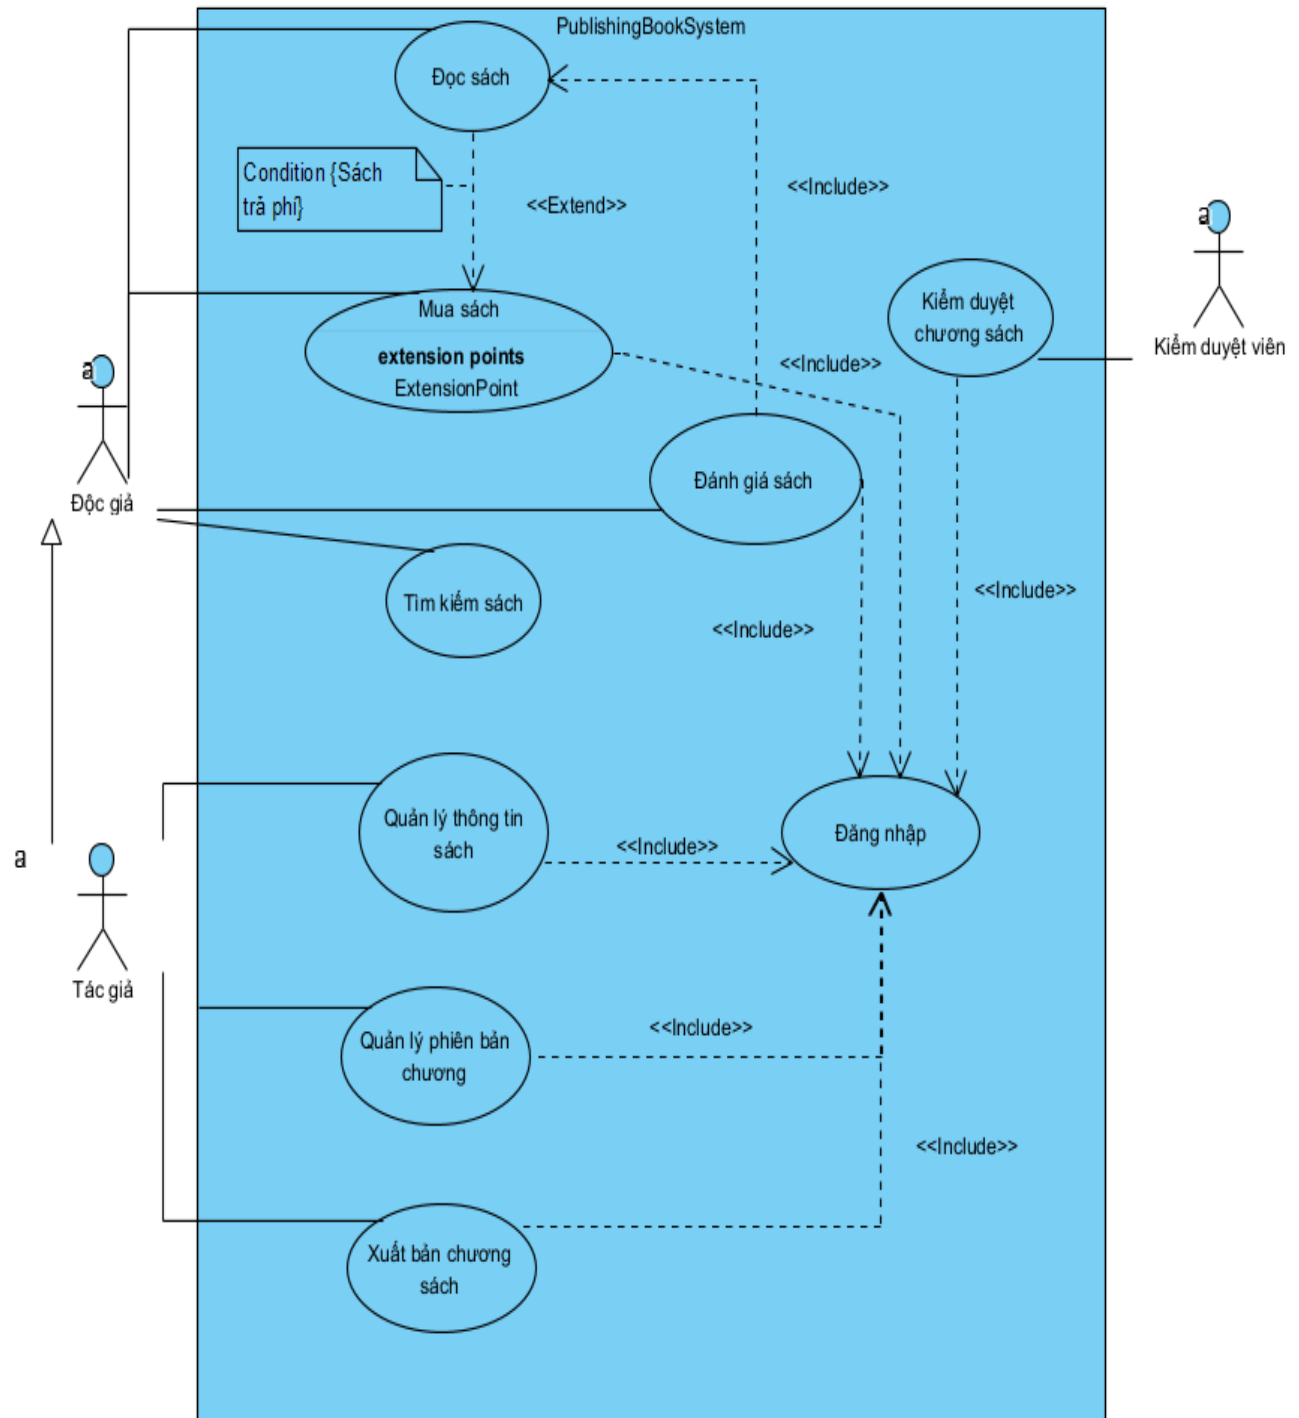 PublishingBookSystem
Đọc sách
Condition {Sách
trả phí}
<<Extend>>
<<Include>>
a
Kiểm duyệt
chương sách
Kiểm duyệt viên
Mua sách
extension points
ExtensionPoint
<<Include>>
a
Độc giả
Đánh giá sách
Tìm kiếm sách
<<Include>>
<<Include>>
Quản lý thông tin
sách
<<Include>>
Đăng nhập
a
Tác giả
Quản lý phiên bản
chương
<<Include>>
<<Include>>
Xuất bản chương
sách